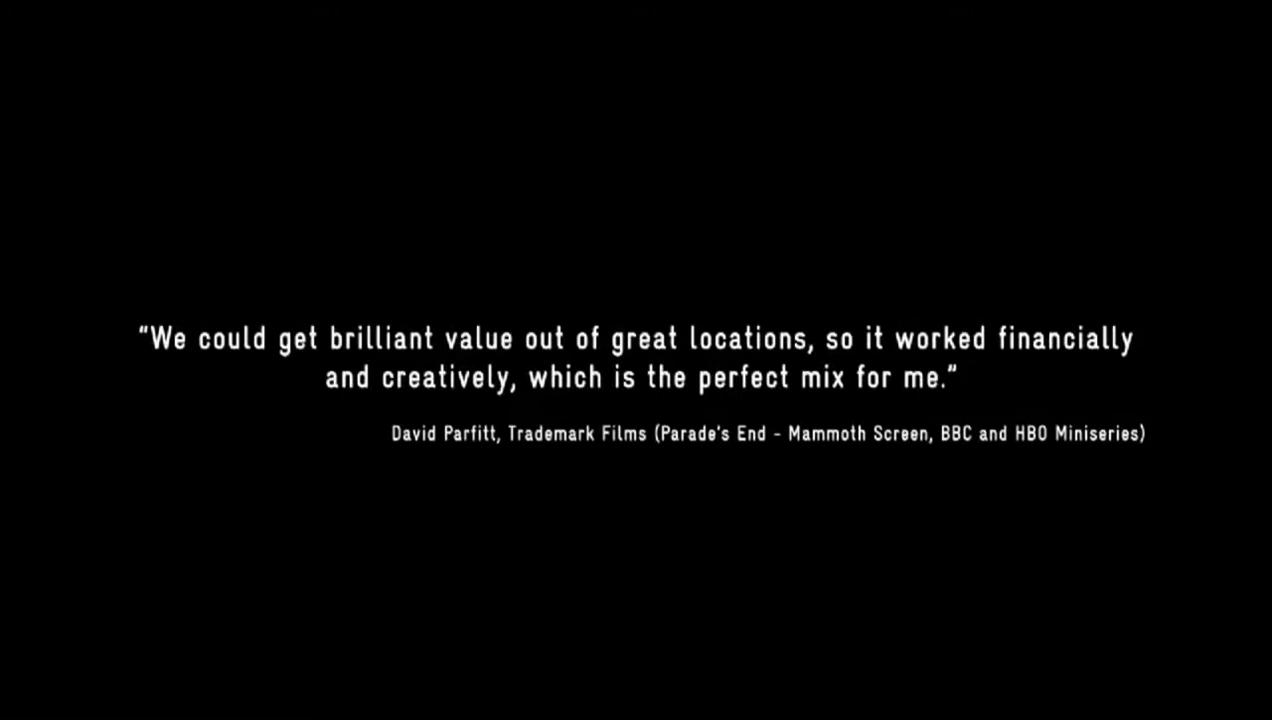 “We could get brilliant value out of great locations, so it worked financially
and creatively, which is the perfect mix for me.”
David Parfitt, Trademark Films (Parade's End - Mammoth Screen, BBC and HBO Miniseries)